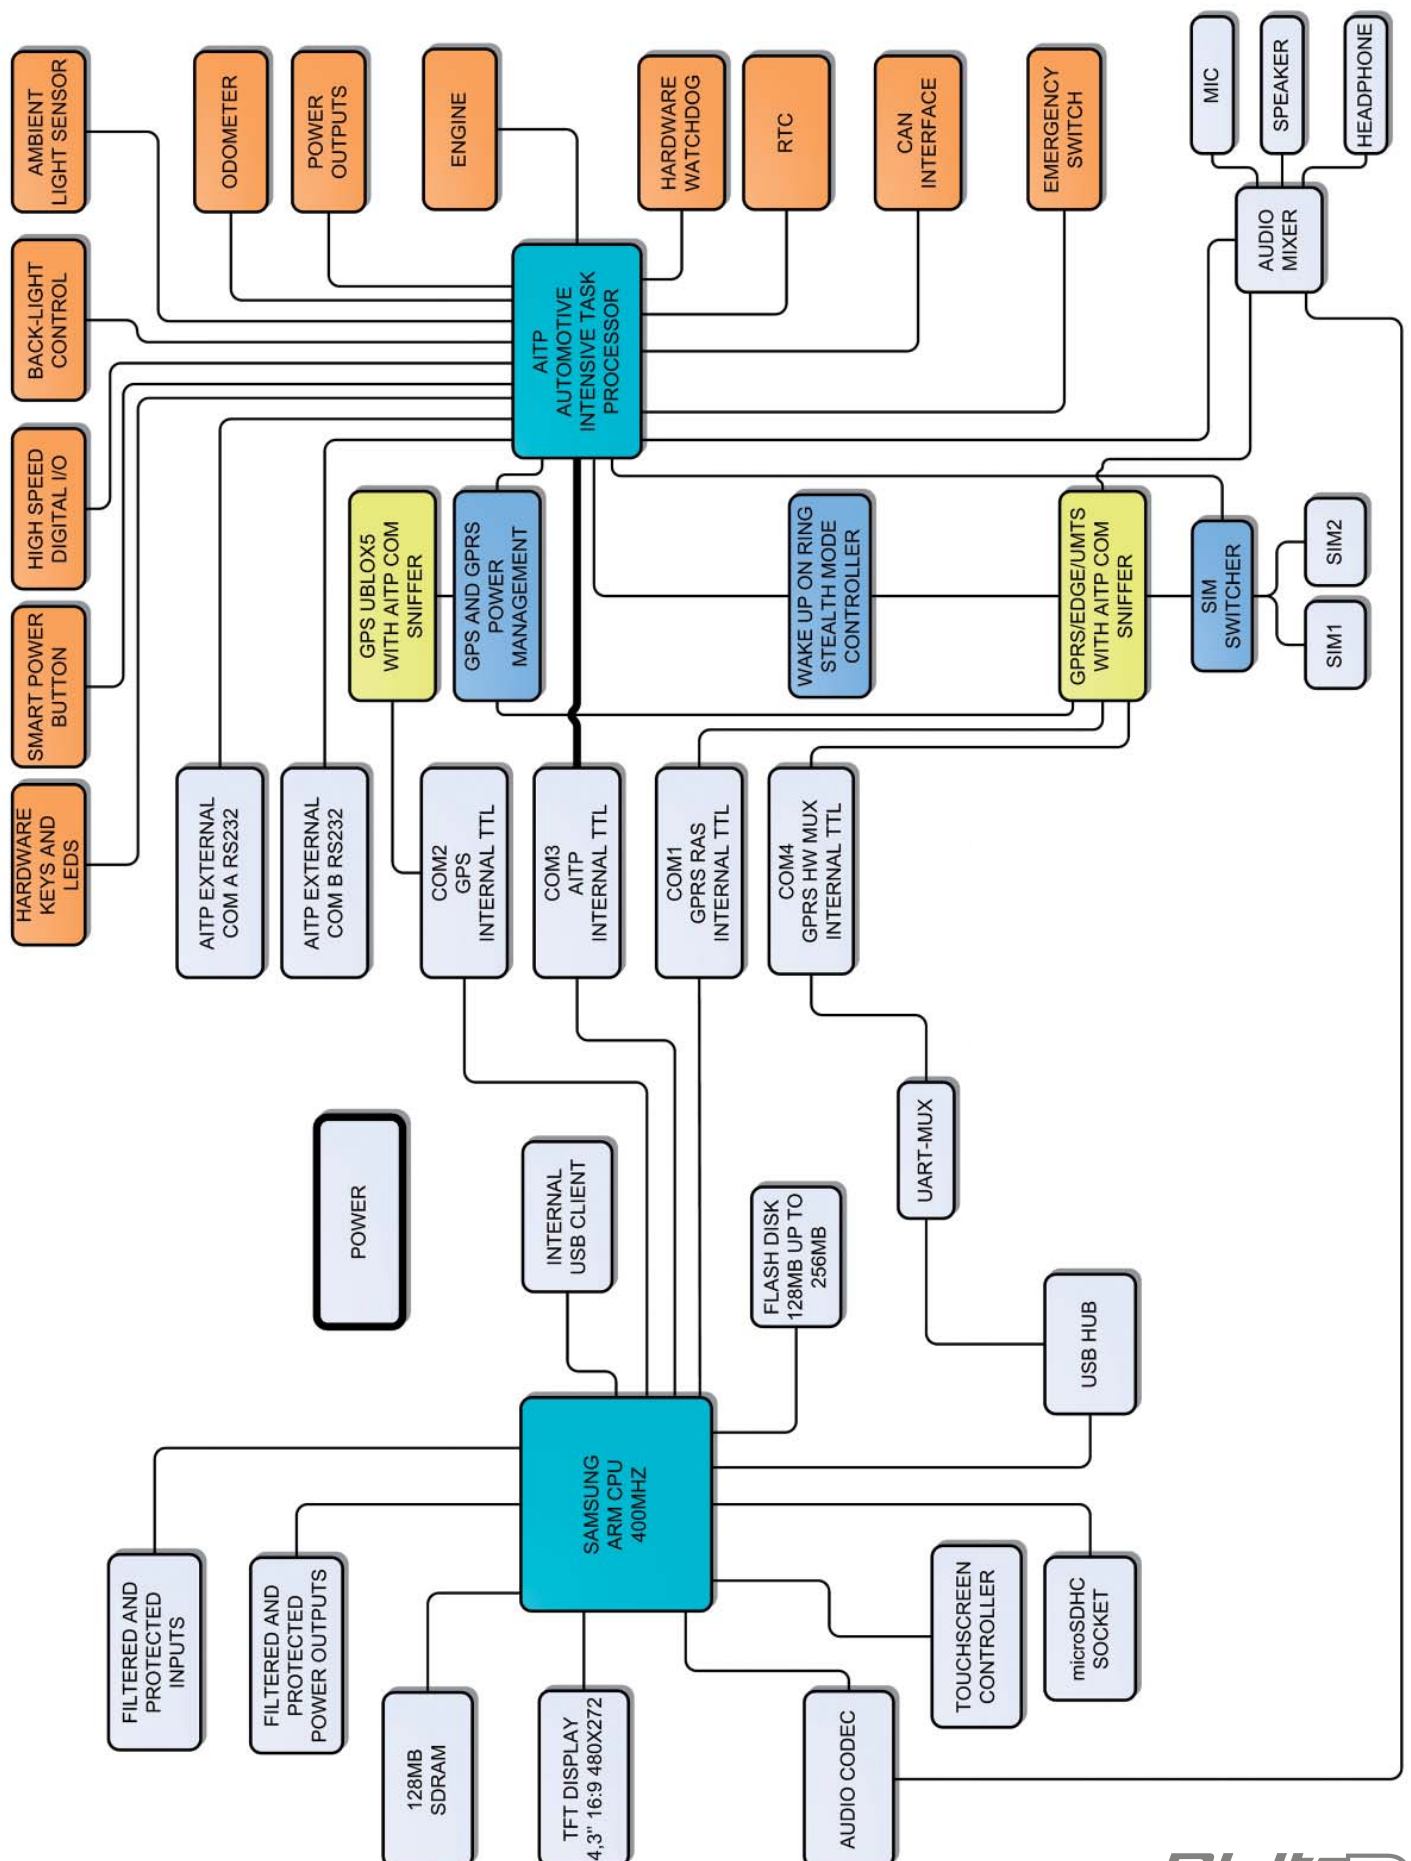 AMBIENT
LIGHT SENSOR
ODOMETER
POWER
OUTPUTS
ENGINE
HARDWARE
WATCHDOG
RTC
CAN
INTERFACE
EMERGENCY
SWITCH
MIC
SPEAKER
HEADPHONE
BACK-LIGHT
CONTROL
AITP
AUTOMOTIVE
INTENSIVE TASK
PROCESSOR
AUDIO
MIXER
HIGH SPEED
DIGITAL I/O
SMART POWER
BUTTON
HARDWARE
KEYS AND
LEDS
GPS UBLOX5
WITH AITP COM
SNIFFER
GPS AND GPRS
POWER
MANAGEMENT
WAKE UP ON RING
STEALTH MODE
CONTROLLER
GPRS/EDGE/UMTS
WITH AITP COM
SNIFFER
SIM
SWITCHER
SIM2
SIM1
AITP EXTERNAL
COM A RS232
AITP EXTERNAL
COM B RS232
COM2
GPS
INTERNAL TTL
COM3
AITP
INTERNAL TTL
COM1
GPRS RAS
INTERNAL TTL
COM4
GPRS HW MUX
INTERNAL TTL
POWER
INTERNAL
USB CLIENT
FLASH DISK
128MB UP TO
256MB
UART-MUX
USB HUB
SAMSUNG
ARM CPU
400MHZ
FILTERED AND
PROTECTED
INPUTS
FILTERED AND
PROTECTED
POWER OUTPUTS
128MB
SDRAM
TFT DISPLAY
4,3" 16:9 480X272
AUDIO CODEC
TOUCHSCREEN
CONTROLLER
microSDHC
SOCKET